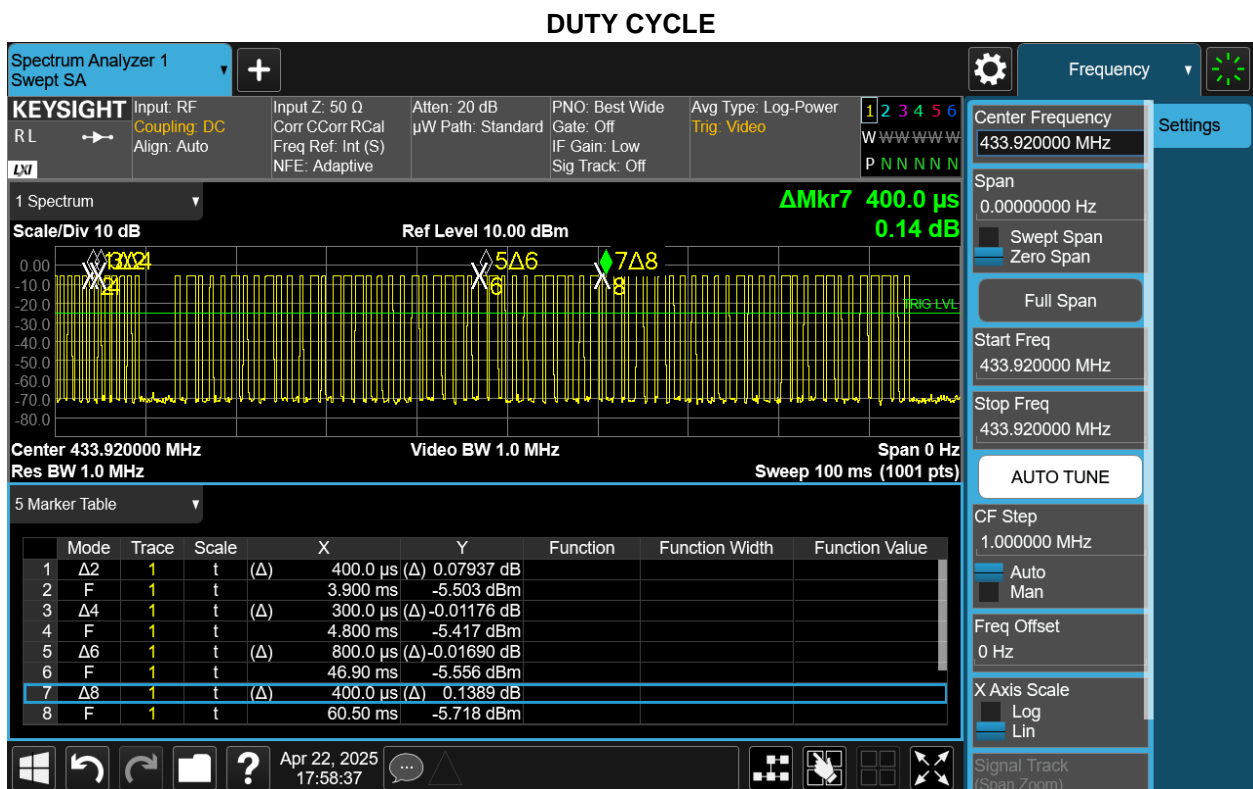 DUTY CYCLE
Spectrum Analyzer 1
Swept SA
Frequency
KEYSIGHT
RL
LXI
Input: RF
Coupling: DC
Align: Auto
Input Z: 50 Ω
Corr CCorr RCal
Freq Ref: Int (S)
NFE: Adaptive
Atten: 20 dB
µW Path: Standard
PNO: Best Wide
Gate: Off
IF Gain: Low
Sig Track: Off
Avg Type: Log-Power
Trig: Video
1 2 3 4 5 6
W W W W W W
P N N N N N
1 Spectrum
ΔMkr7 400.0 µs
0.14 dB
Scale/Div 10 dB
Ref Level 10.00 dBm
5Δ6
7Δ8
6
8
TRIG LVL
0.00
-10.0
-20.0
-30.0
-40.0
-50.0
-60.0
-70.0
-80.0
Center 433.920000 MHz
Video BW 1.0 MHz
Span 0 Hz
Res BW 1.0 MHz
Sweep 100 ms (1001 pts)
5 Marker Table
Mode Trace Scale X Y Function Function Width Function Value
1 Δ2 1 t (Δ) 400.0 µs (Δ) 0.07937 dB
2 F 1 t 3.900 ms -5.503 dBm
3 Δ4 1 t (Δ) 300.0 µs (Δ) -0.01176 dB
4 F 1 t 4.800 ms -5.417 dBm
5 Δ6 1 t (Δ) 800.0 µs (Δ) -0.01690 dB
6 F 1 t 46.90 ms -5.556 dBm
7 Δ8 1 t (Δ) 400.0 µs (Δ) 0.1389 dB
8 F 1 t 60.50 ms -5.718 dBm
Apr 22, 2025
17:58:37
Center Frequency
433.920000 MHz
Settings
Span
0.00000000 Hz
Swept Span
Zero Span
Full Span
Start Freq
433.920000 MHz
Stop Freq
433.920000 MHz
AUTO TUNE
CF Step
1.000000 MHz
Auto
Man
Freq Offset
0 Hz
X Axis Scale
Log
Lin
Signal Track
(Span Zoom)